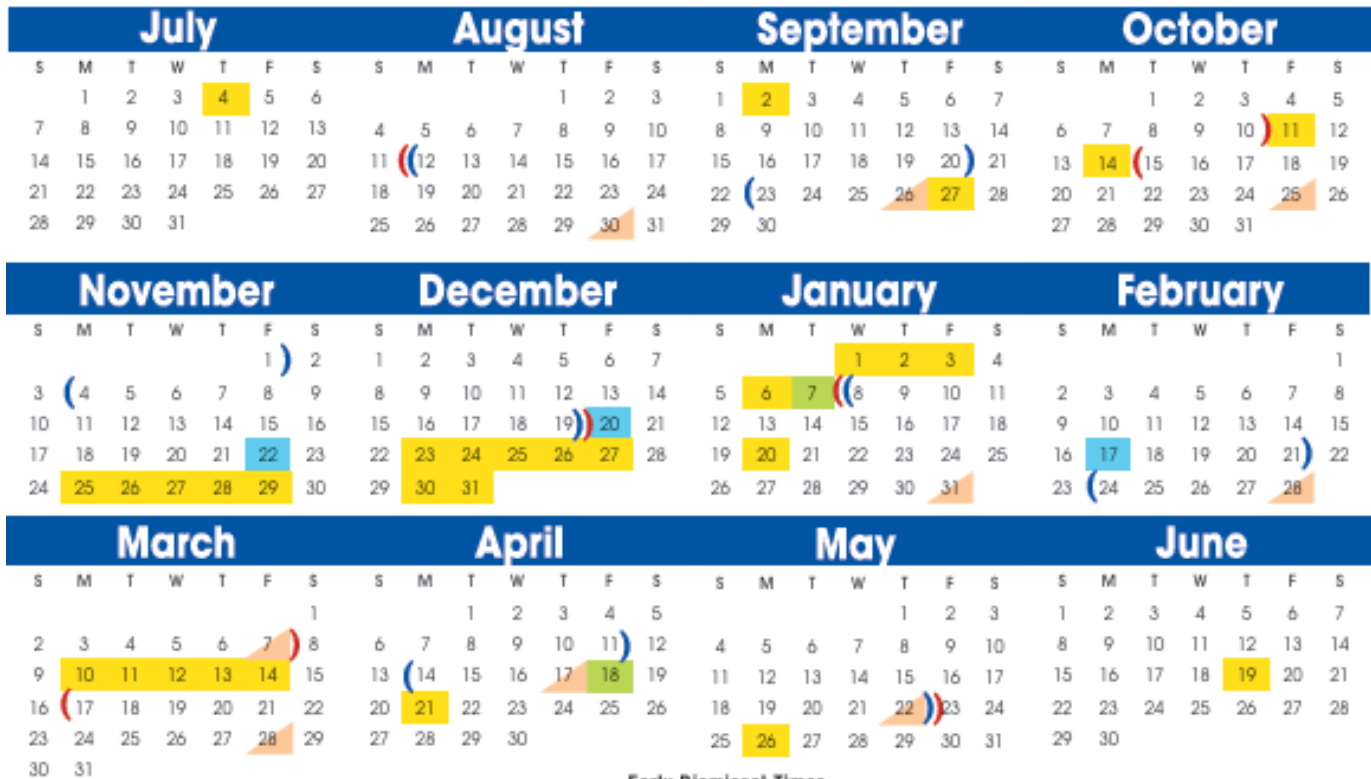 July August September October
S M T W T F S S M T W T F S S M T W T F S S M T W T F S
1 2 3 4 5 6 1 2 3 1 2 3 4 5 6 7 1 2 3 4 5
7 8 9 10 11 12 13 4 5 6 7 8 9 10 8 9 10 11 12 13 14 6 7 8 9 10 ) 11 12
14 15 16 17 18 19 20 11 (( 12 13 14 15 16 17 15 16 17 18 19 20 ) 21 13 14 ( 15 16 17 18 19
21 22 23 24 25 26 27 18 19 20 21 22 23 24 22 ( 23 24 25 26 27 28 20 21 22 23 24 25 26
28 29 30 31 25 26 27 28 29 30 31 29 30 27 28 29 30 31
November December January February
S M T W T F S S M T W T F S S M T W T F S S M T W T F S
1 ) 2 1 2 3 4 5 6 7 1 2 3 4 1
3 ( 4 5 6 7 8 9 8 9 10 11 12 13 14 5 6 7 (( 8 9 10 11 2 3 4 5 6 7 8
10 11 12 13 14 15 16 15 16 17 18 19 )) 20 21 12 13 14 15 16 17 18 9 10 11 12 13 14 15
17 18 19 20 21 22 23 22 23 24 25 26 27 28 19 20 21 22 23 24 25 16 17 18 19 20 21 ) 22
24 25 26 27 28 29 30 29 30 31 26 27 28 29 30 31 23 ( 24 25 26 27 28
March April May June
S M T W T F S S M T W T F S S M T W T F S S M T W T F S
1 1 2 3 4 5 1 2 3 1 2 3 4 5 6 7
2 3 4 5 6 7 ) 8 6 7 8 9 10 11 ) 12 4 5 6 7 8 9 10 8 9 10 11 12 13 14
9 10 11 12 13 14 15 13 ( 14 15 16 17 18 19 11 12 13 14 15 16 17 15 16 17 18 19 20 21
16 ( 17 18 19 20 21 22 20 21 22 23 24 25 26 18 19 20 21 22 )) 23 24 22 23 24 25 26 27 28
23 24 25 26 27 28 29 27 28 29 30 25 26 27 28 29 30 31 29 30
30 31